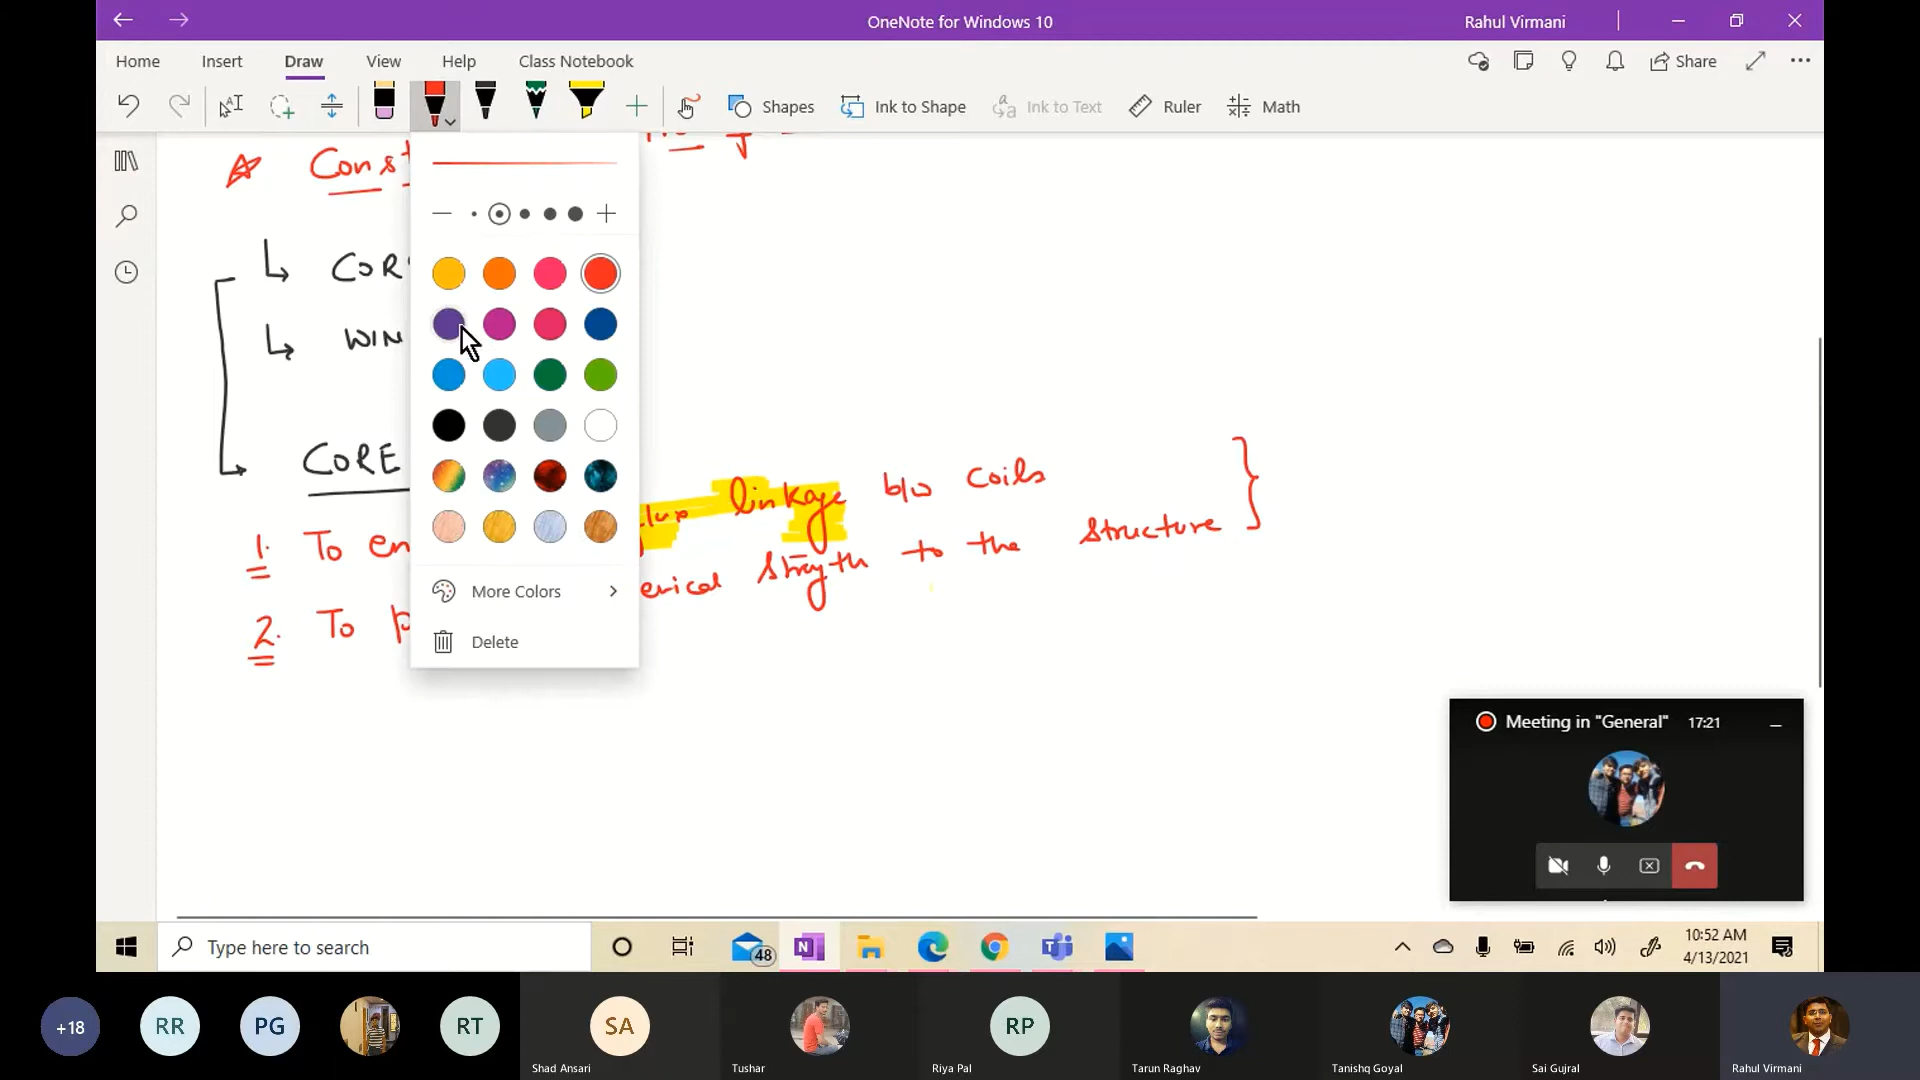 OneNote for Windows 10
Rahul Virmani
Home Insert Draw View Help Class Notebook
Share
Shapes Ink to Shape Ink to Text Ruler Math
Const
COR
WIN
CORE
1. To en
flux linkage b/w coils
2. To p
to the structure
More Colors
Delete
Meeting in "General" 17:21
Type here to search
48
10:52 AM
4/13/2021
+18
RR
PG
RT
SA
RP
Shad Ansari
Tushar
Riya Pal
Tarun Raghav
Tanishq Goyal
Sai Gujral
Rahul Virmani